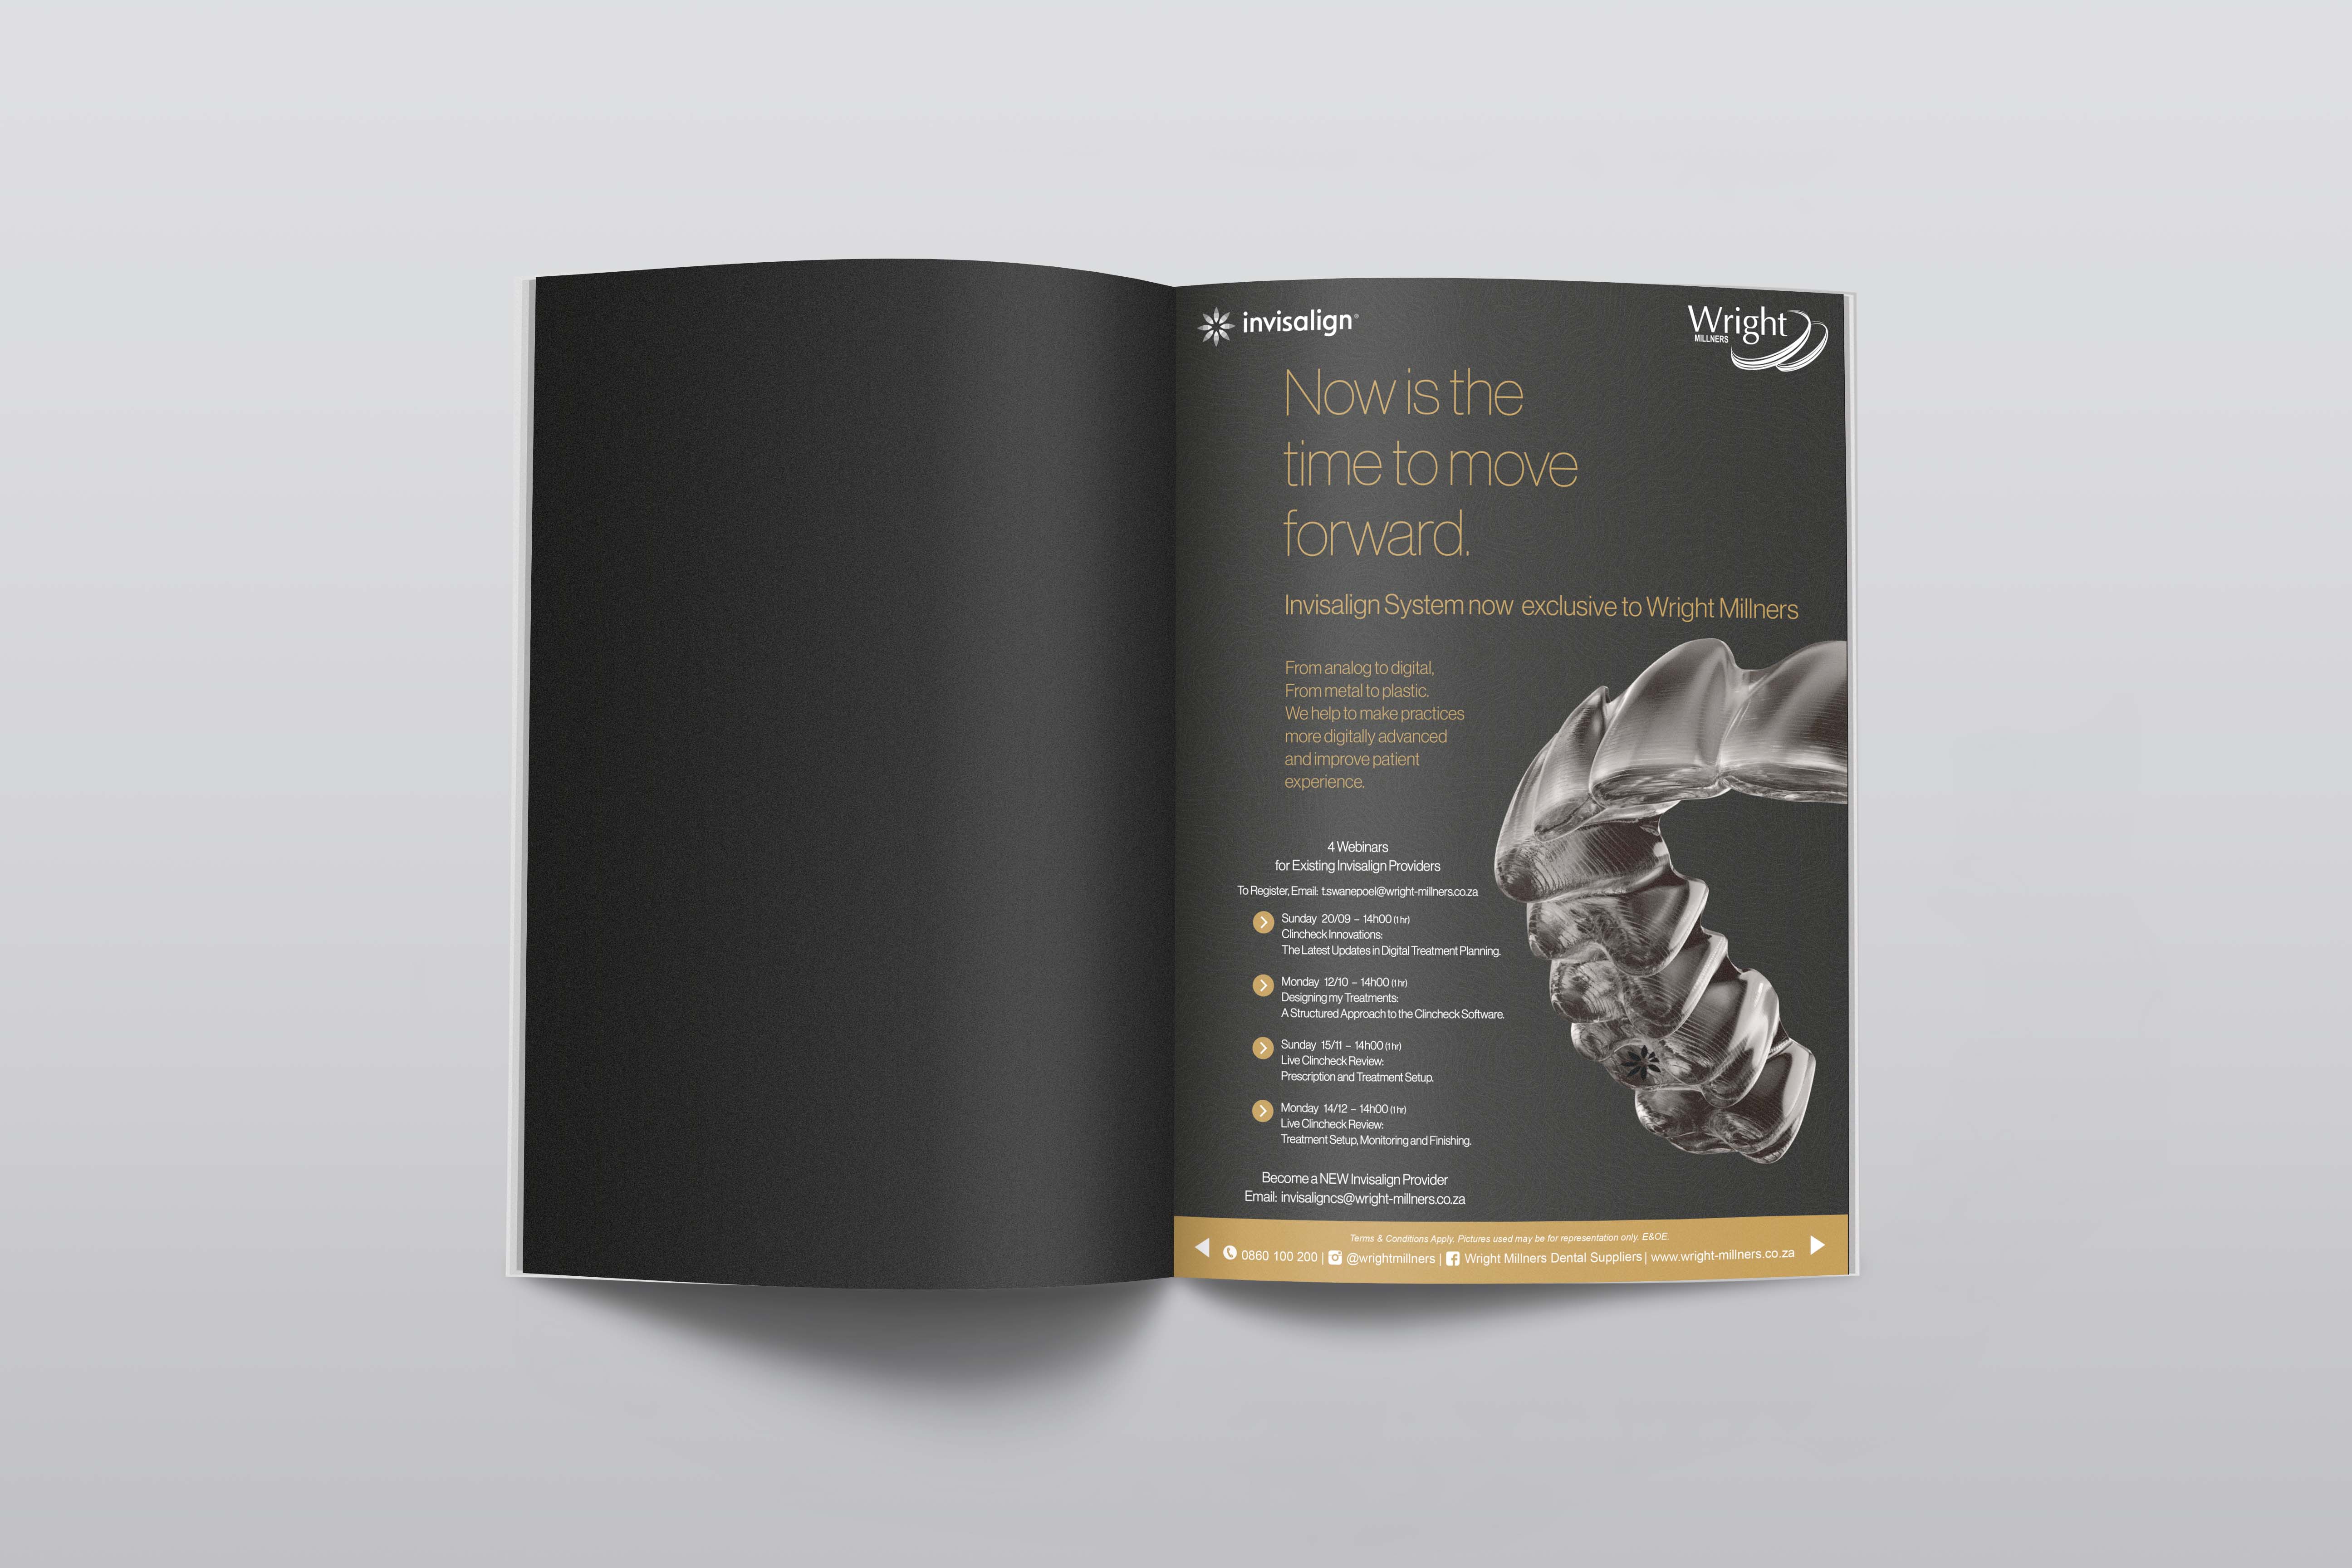 invisalign®
Wright
MILLNERS
Now is the
time to move
forward.
Invisalign System now exclusive to Wright Millners
From analog to digital,
From metal to plastic.
We help to make practices
more digitally advanced
and improve patient
experience.
4 Webinars
for Existing Invisalign Providers
To Register, Email: t.swanepoel@wright-millners.co.za
Sunday 20/09 – 14h00 (1 hr)
Clincheck Innovations:
The Latest Updates in Digital Treatment Planning.
Monday 12/10 – 14h00 (1 hr)
Designing my Treatments:
A Structured Approach to the Clincheck Software.
Sunday 15/11 – 14h00 (1 hr)
Live Clincheck Review:
Prescription and Treatment Setup.
Monday 14/12 – 14h00 (1 hr)
Live Clincheck Review:
Treatment Setup, Monitoring and Finishing.
Become a NEW Invisalign Provider
Email: invisaligncs@wright-millners.co.za
Terms & Conditions Apply. Pictures used may be for representation only. E&OE.
0860 100 200 | @wrightmillners | Wright Millners Dental Suppliers | www.wright-millners.co.za